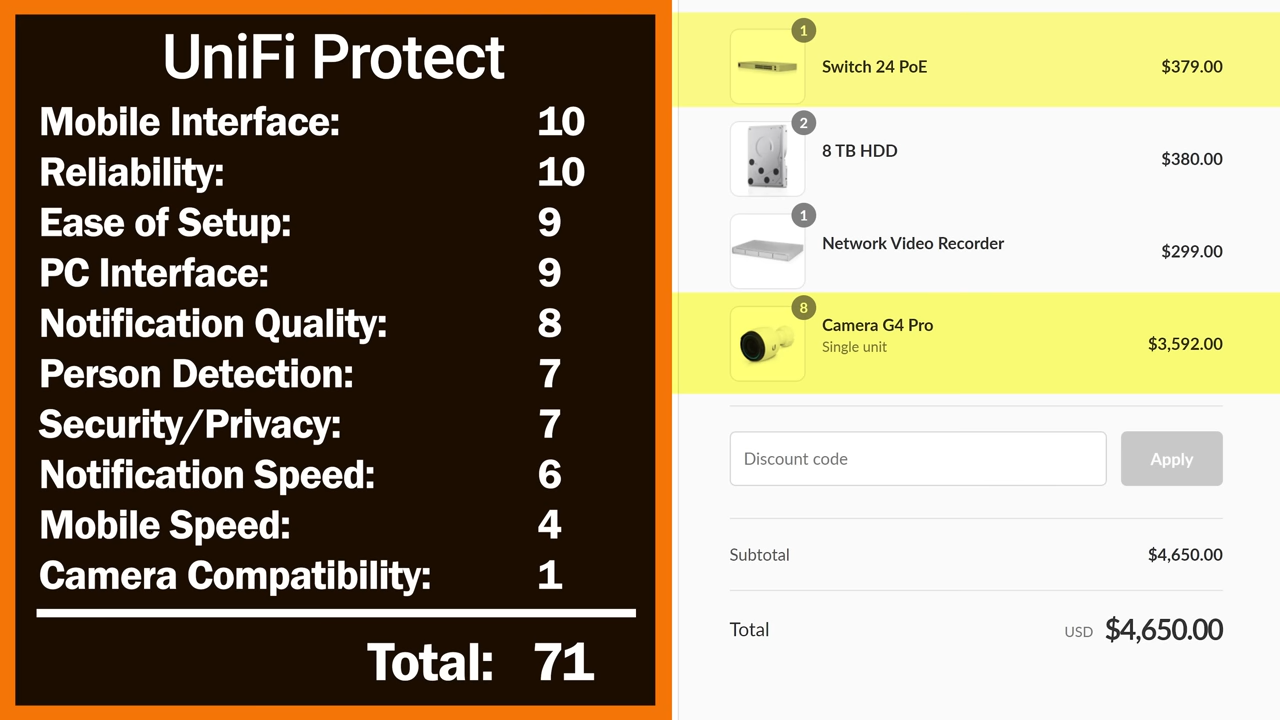 UniFi Protect
Mobile Interface: 10
Reliability: 10
Ease of Setup: 9
PC Interface: 9
Notification Quality: 8
Person Detection: 7
Security/Privacy: 7
Notification Speed: 6
Mobile Speed: 4
Camera Compatibility: 1
Total: 71
1
Switch 24 PoE $379.00
2
8 TB HDD $380.00
1
Network Video Recorder $299.00
8
Camera G4 Pro
Single unit $3,592.00
Discount code Apply
Subtotal $4,650.00
Total USD $4,650.00